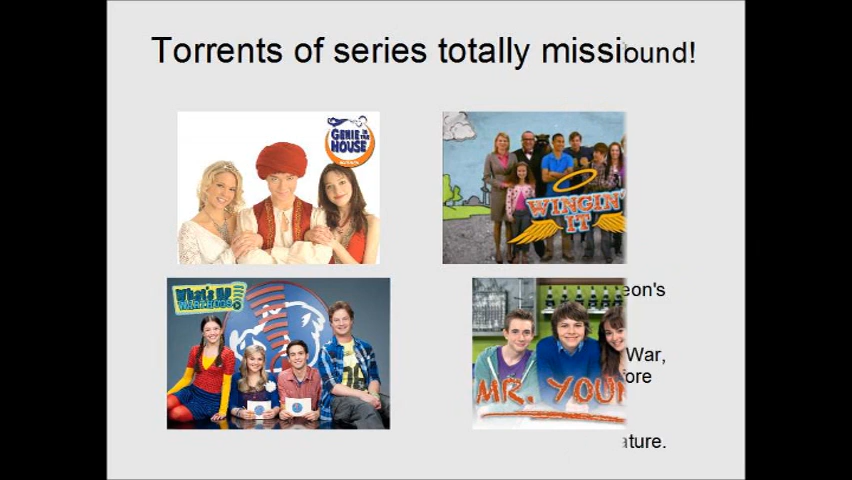 Torrents of series totally missiound!
GENIE IN THE HOUSE
WINGIN'
IT
What's Up
WARTHOGS
eon's
War,
ore
MR. YOUN
ature.